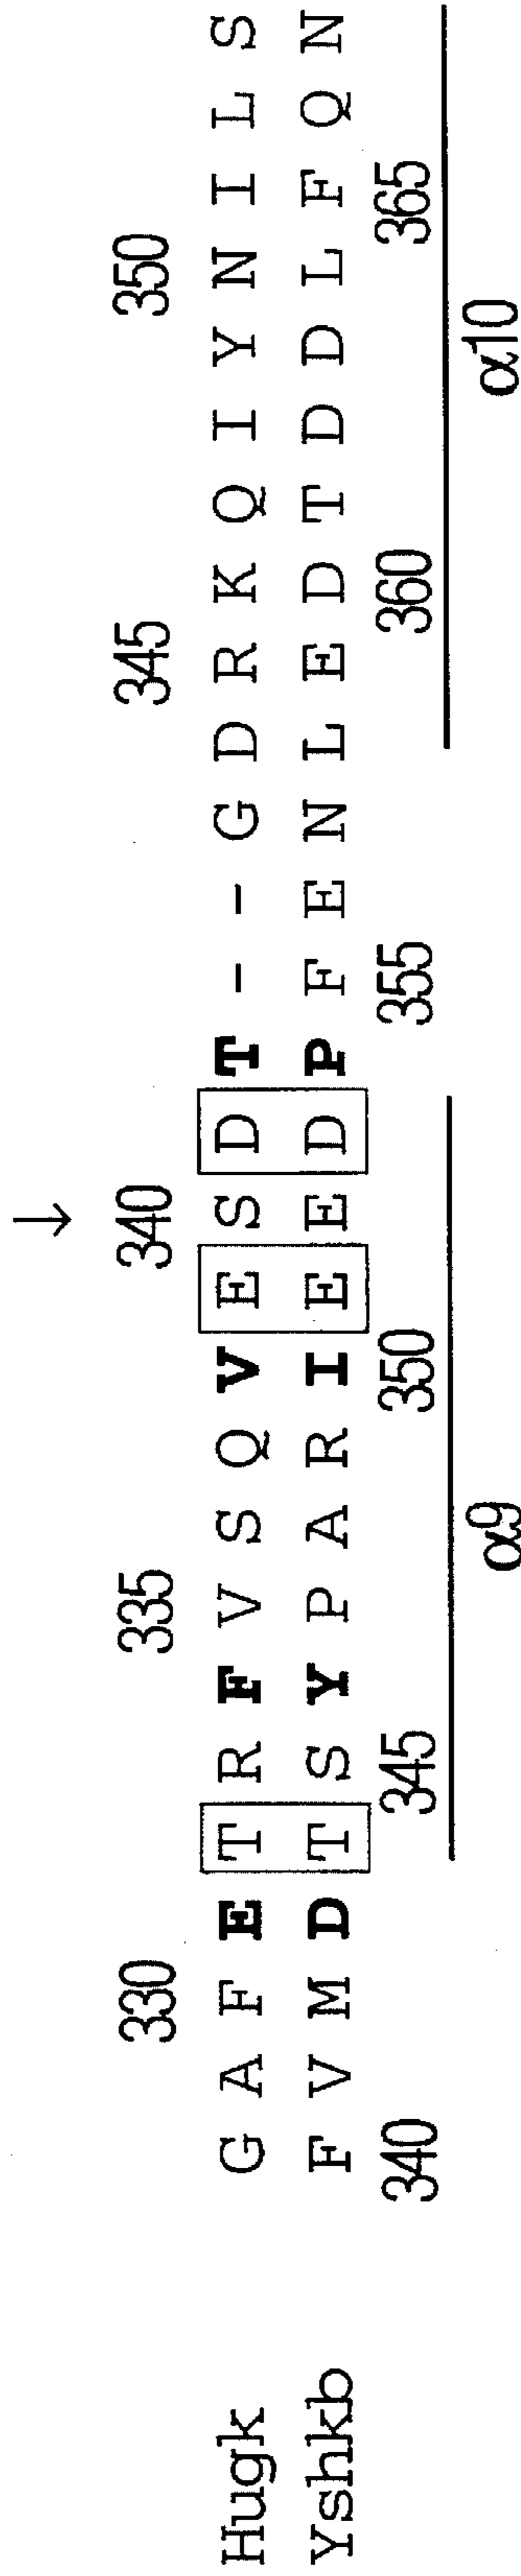 ↓
330 335 340 345 350
Hugk G A F E T R F V S Q V E S D T - - G D R K Q I Y N I L S
Yshkb F V M D T S Y P A R I E E D P F E N L E D T D D L F Q N
340 345 350 355 360 365
α9 α10